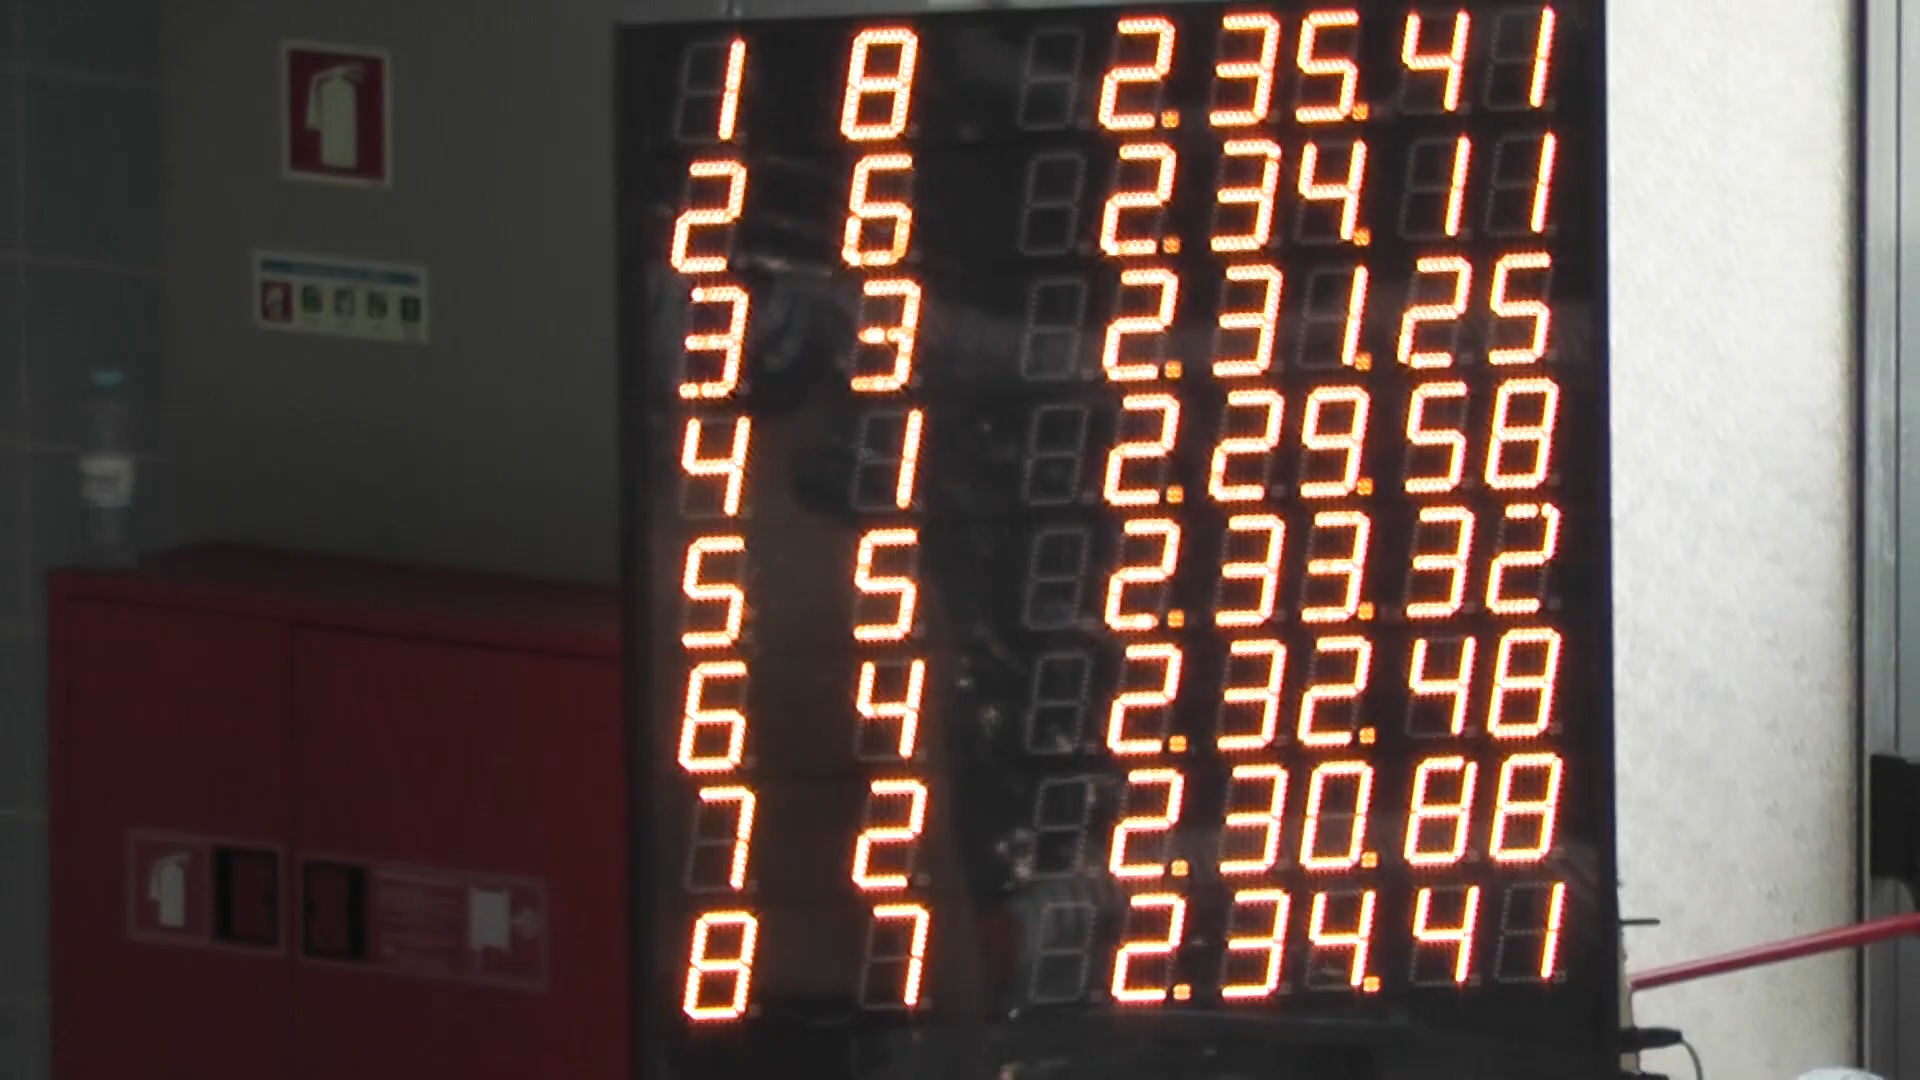 1 8 2.35.41
2 6 2.34.11
3 3 2.31.25
4 1 2.29.58
5 5 2.33.32
6 4 2.32.48
7 2 2.30.88
8 7 2.34.41